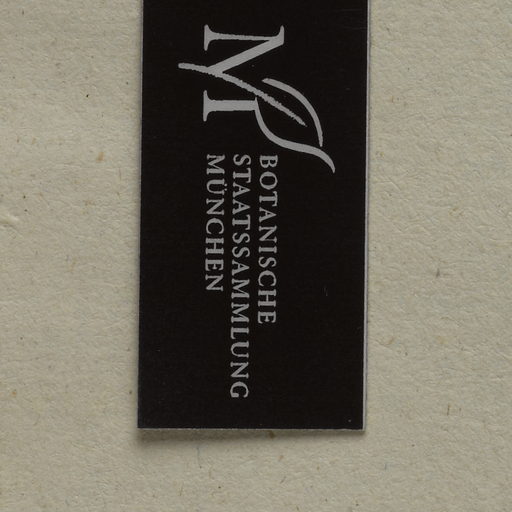 M
BOTANISCHE
STAATSSAMMLUNG
MÜNCHEN